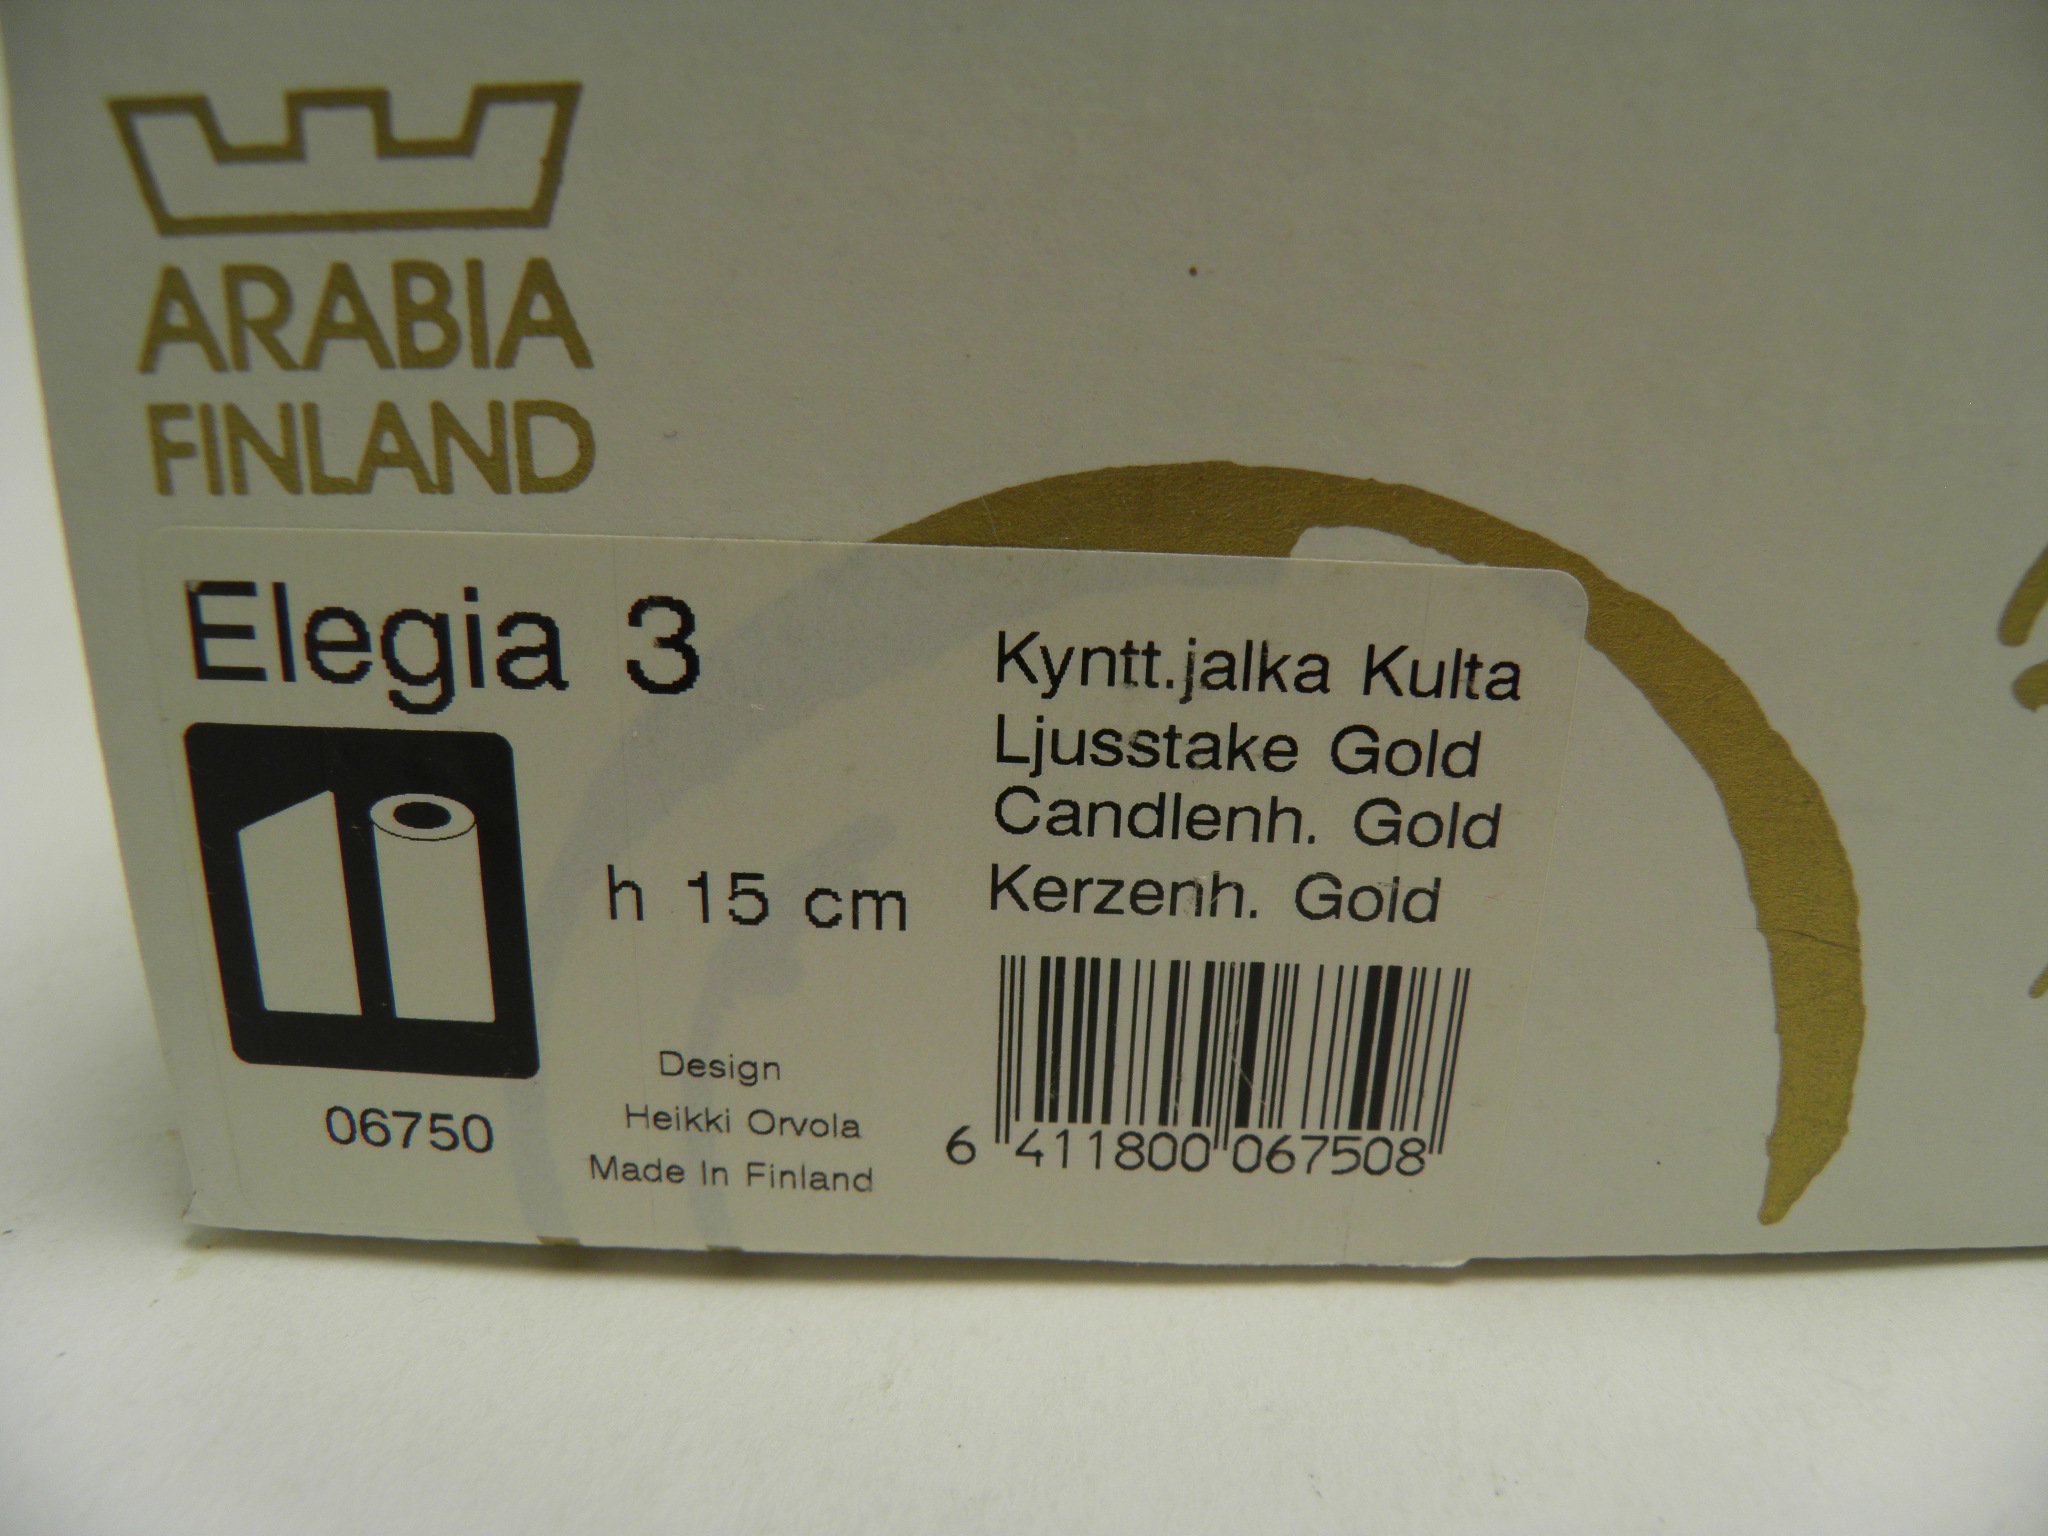 ARABIA
FINLAND
Elegia 3
Kyntt.jalka Kulta
Ljusstake Gold
Candlenh. Gold
Kerzenh. Gold
h 15 cm
06750
Design
Heikki Orvola
Made In Finland
6 411800 067508